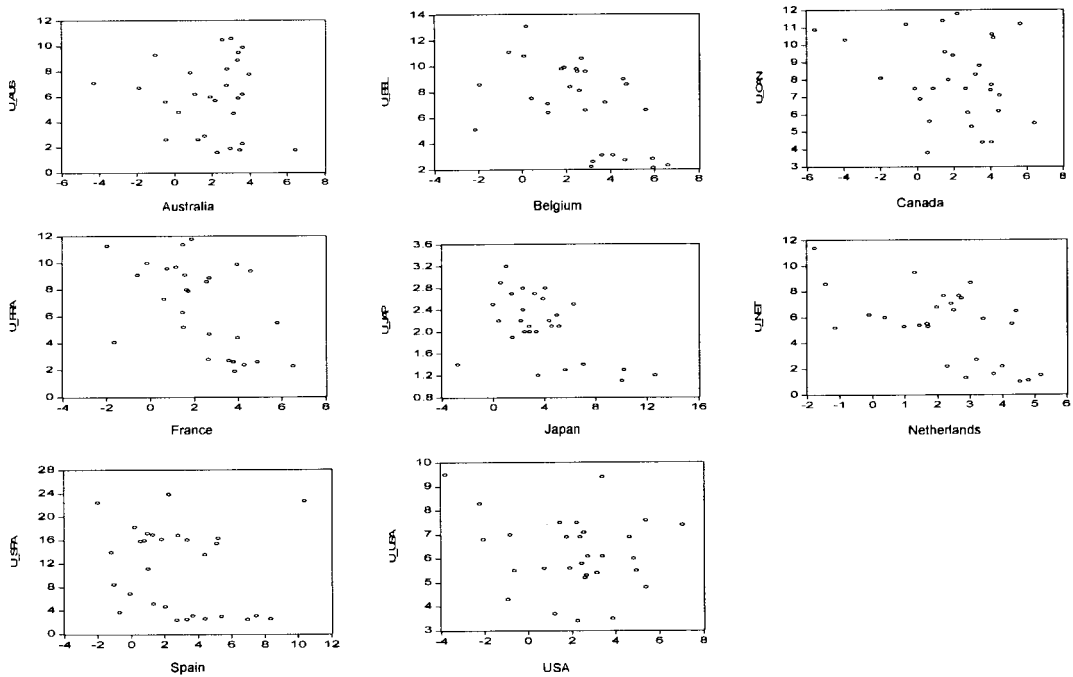 12
10
8
6
4
2
0
U_AUS
-6 -4 -2 0 2 4 6 8
Australia
14
12
10
8
6
4
2
U_BEL
-4 -2 0 2 4 6 8
Belgium
12
11
10
9
8
7
6
5
4
3
U_CAN
-6 -4 -2 0 2 4 6 8
Canada
12
10
8
6
4
2
0
U_FRA
-4 -2 0 2 4 6 8
France
3.6
3.2
2.8
2.4
2.0
1.6
1.2
0.8
U_JAP
-4 0 4 8 12 16
Japan
12
10
8
6
4
2
0
U_NET
-2 -1 0 1 2 3 4 5 6
Netherlands
28
24
20
16
12
8
4
0
U_SPA
-4 -2 0 2 4 6 8 10 12
Spain
10
9
8
7
6
5
4
3
U_USA
-4 -2 0 2 4 6 8
USA